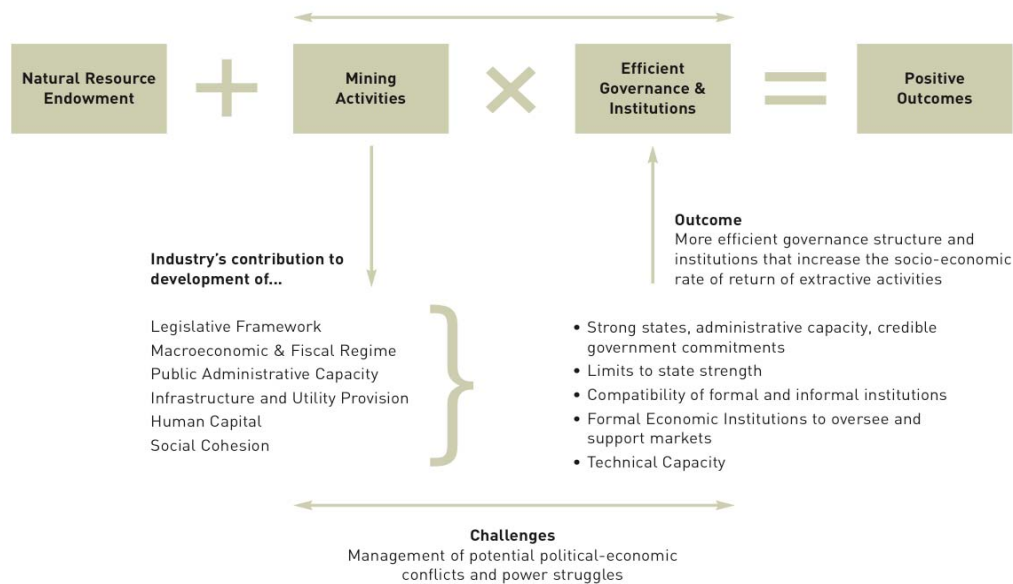 Natural Resource
Endowment
+
Mining
Activities
×
Efficient
Governance &
Institutions
=
Positive
Outcomes
Industry's contribution to
development of...
Legislative Framework
Macroeconomic & Fiscal Regime
Public Administrative Capacity
Infrastructure and Utility Provision
Human Capital
Social Cohesion
}
Outcome
More efficient governance structure and
institutions that increase the socio-economic
rate of return of extractive activities
• Strong states, administrative capacity, credible
government commitments
• Limits to state strength
• Compatibility of formal and informal institutions
• Formal Economic Institutions to oversee and
support markets
• Technical Capacity
Challenges
Management of potential political-economic
conflicts and power struggles